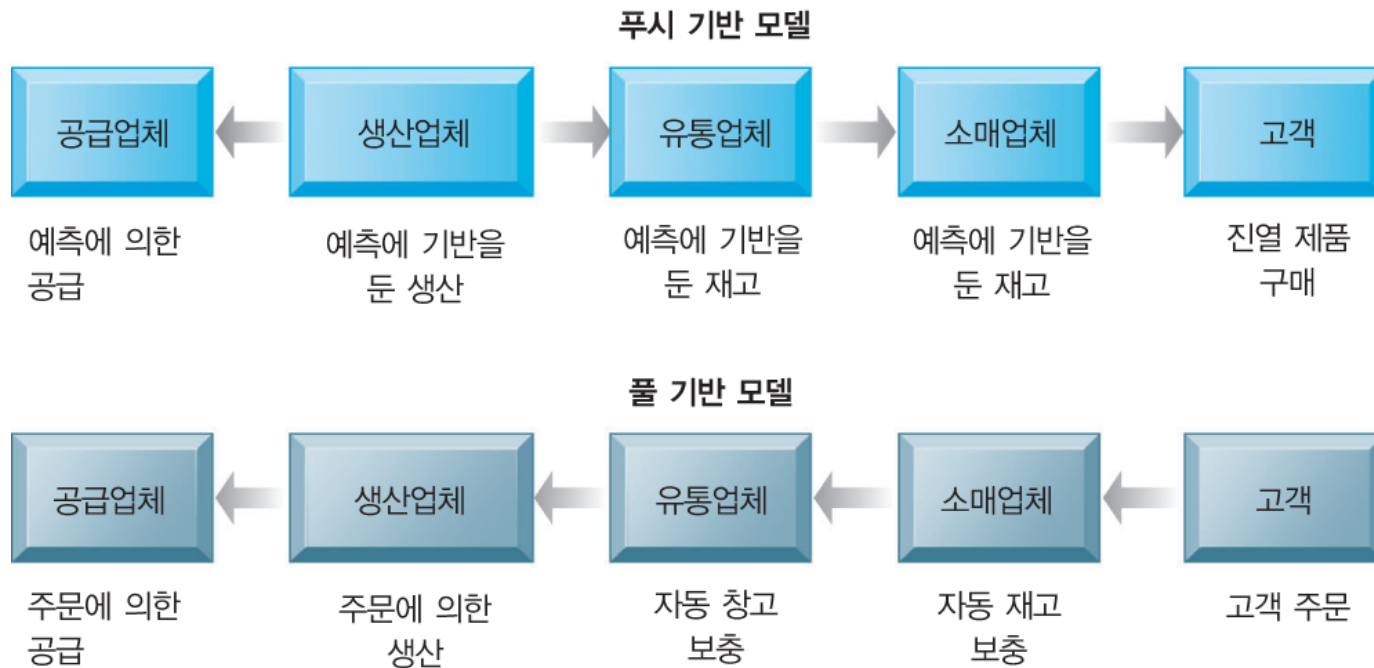 푸시 기반 모델
공급업체
생산업체
유통업체
소매업체
고객
예측에 의한
공급
예측에 기반을
둔 생산
예측에 기반을
둔 재고
예측에 기반을
둔 재고
진열 제품
구매
풀 기반 모델
공급업체
생산업체
유통업체
소매업체
고객
주문에 의한
공급
주문에 의한
생산
자동 창고
보충
자동 재고
보충
고객 주문